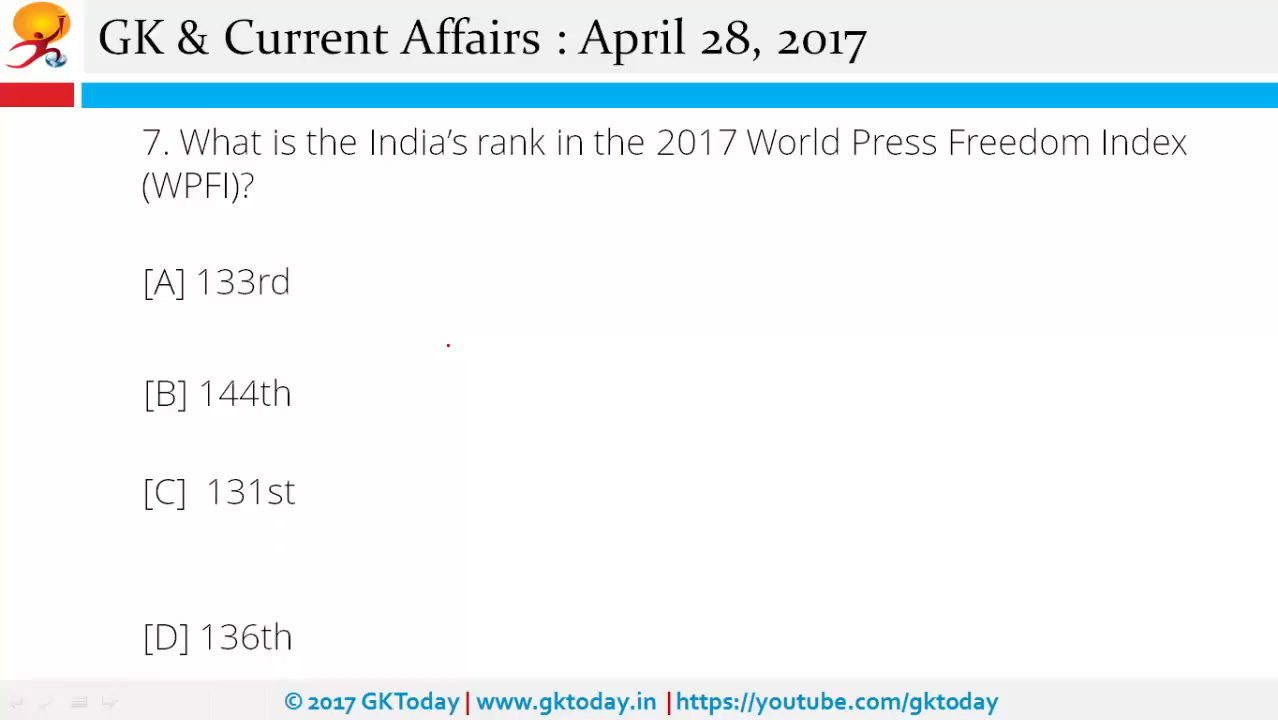 GK & Current Affairs : April 28, 2017
7. What is the India’s rank in the 2017 World Press Freedom Index
(WPFI)?
[A] 133rd
[B] 144th
[C] 131st
[D] 136th
© 2017 GKToday | www.gktoday.in | https://youtube.com/gktoday